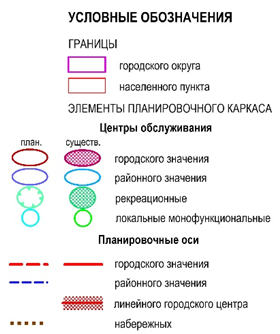 УСЛОВНЫЕ ОБОЗНАЧЕНИЯ
ГРАНИЦЫ
городского округа
населенного пункта
ЭЛЕМЕНТЫ ПЛАНИРОВОЧНОГО КАРКАСА
Центры обслуживания
план. существ.
городского значения
районного значения
рекреационные
локальные монофункциональные
Планировочные оси
городского значения
районного значения
линейного городского центра
набережных